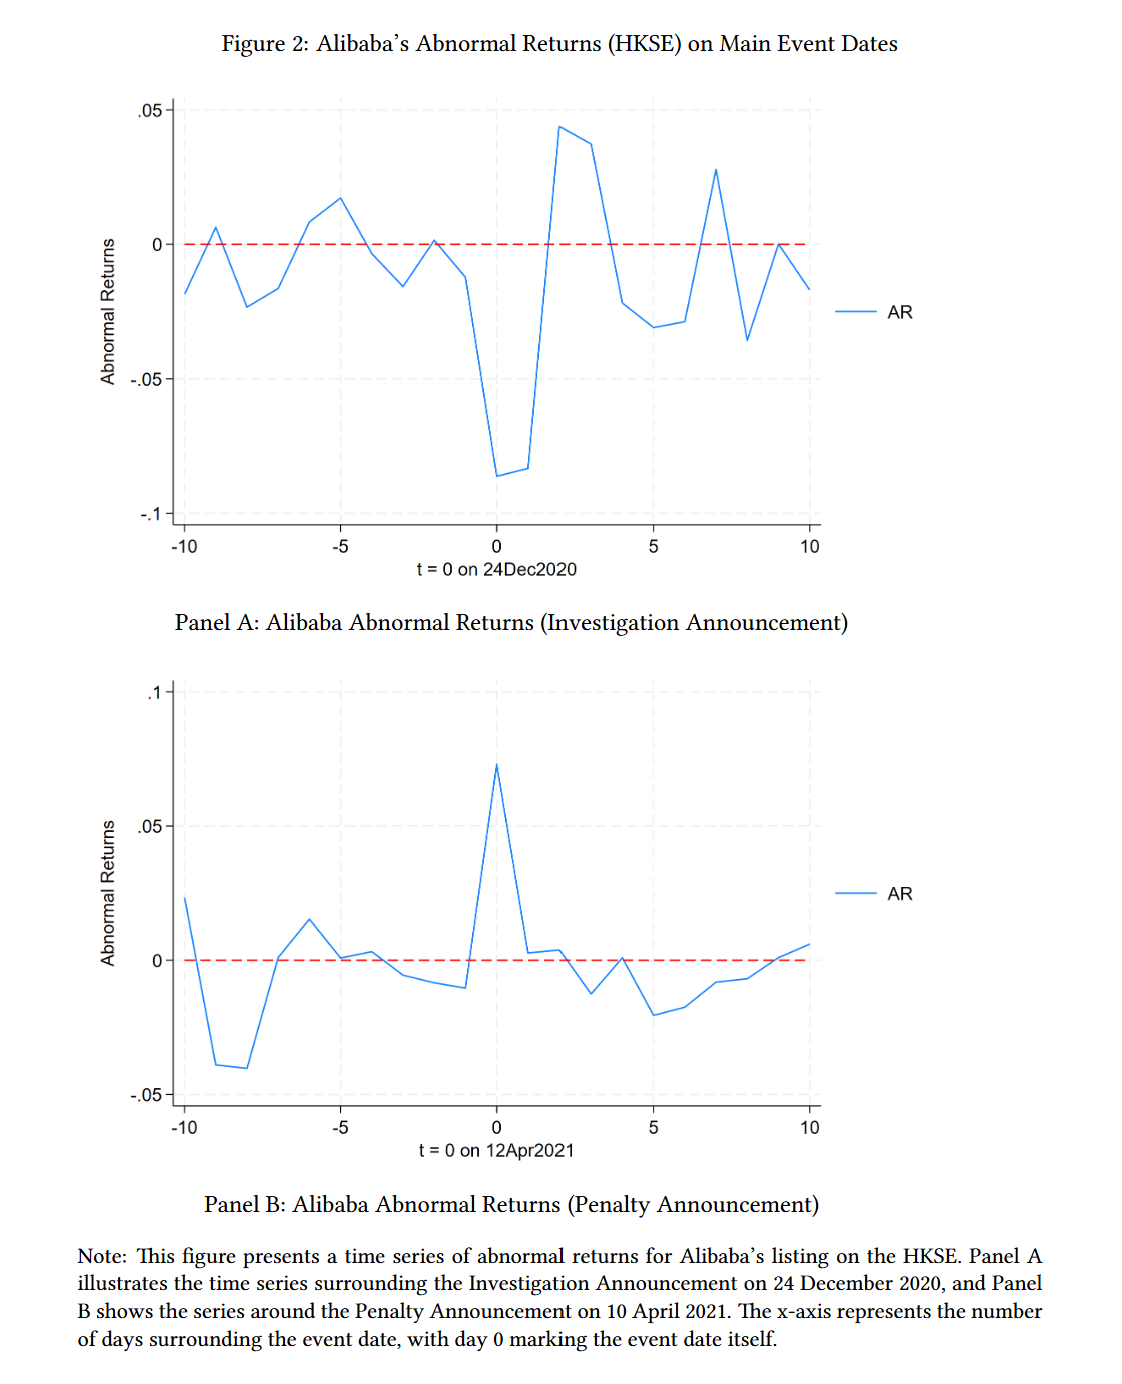 Figure 2: Alibaba's Abnormal Returns (HKSE) on Main Event Dates
.05
0
-.05
-.1
Abnormal Returns
-10
-5
0
5
10
t = 0 on 24Dec2020
AR
Panel A: Alibaba Abnormal Returns (Investigation Announcement)
.1
.05
0
-.05
Abnormal Returns
-10
-5
0
5
10
t = 0 on 12Apr2021
AR
Panel B: Alibaba Abnormal Returns (Penalty Announcement)
Note: This figure presents a time series of abnormal returns for Alibaba's listing on the HKSE. Panel A
illustrates the time series surrounding the Investigation Announcement on 24 December 2020, and Panel
B shows the series around the Penalty Announcement on 10 April 2021. The x-axis represents the number
of days surrounding the event date, with day 0 marking the event date itself.